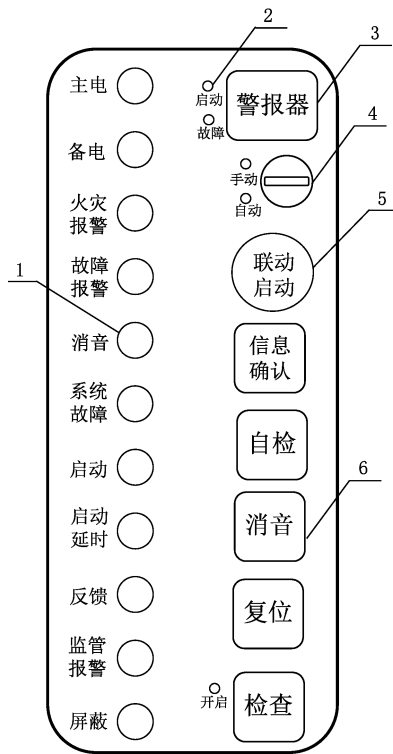 2
3
启动
故障
警报器
4
手动
自动
5
联动
启动
1
信息
确认
自检
6
消音
复位
开启
检查
主电
备电
火灾
报警
故障
报警
消音
系统
故障
启动
启动
延时
反馈
监管
报警
屏蔽